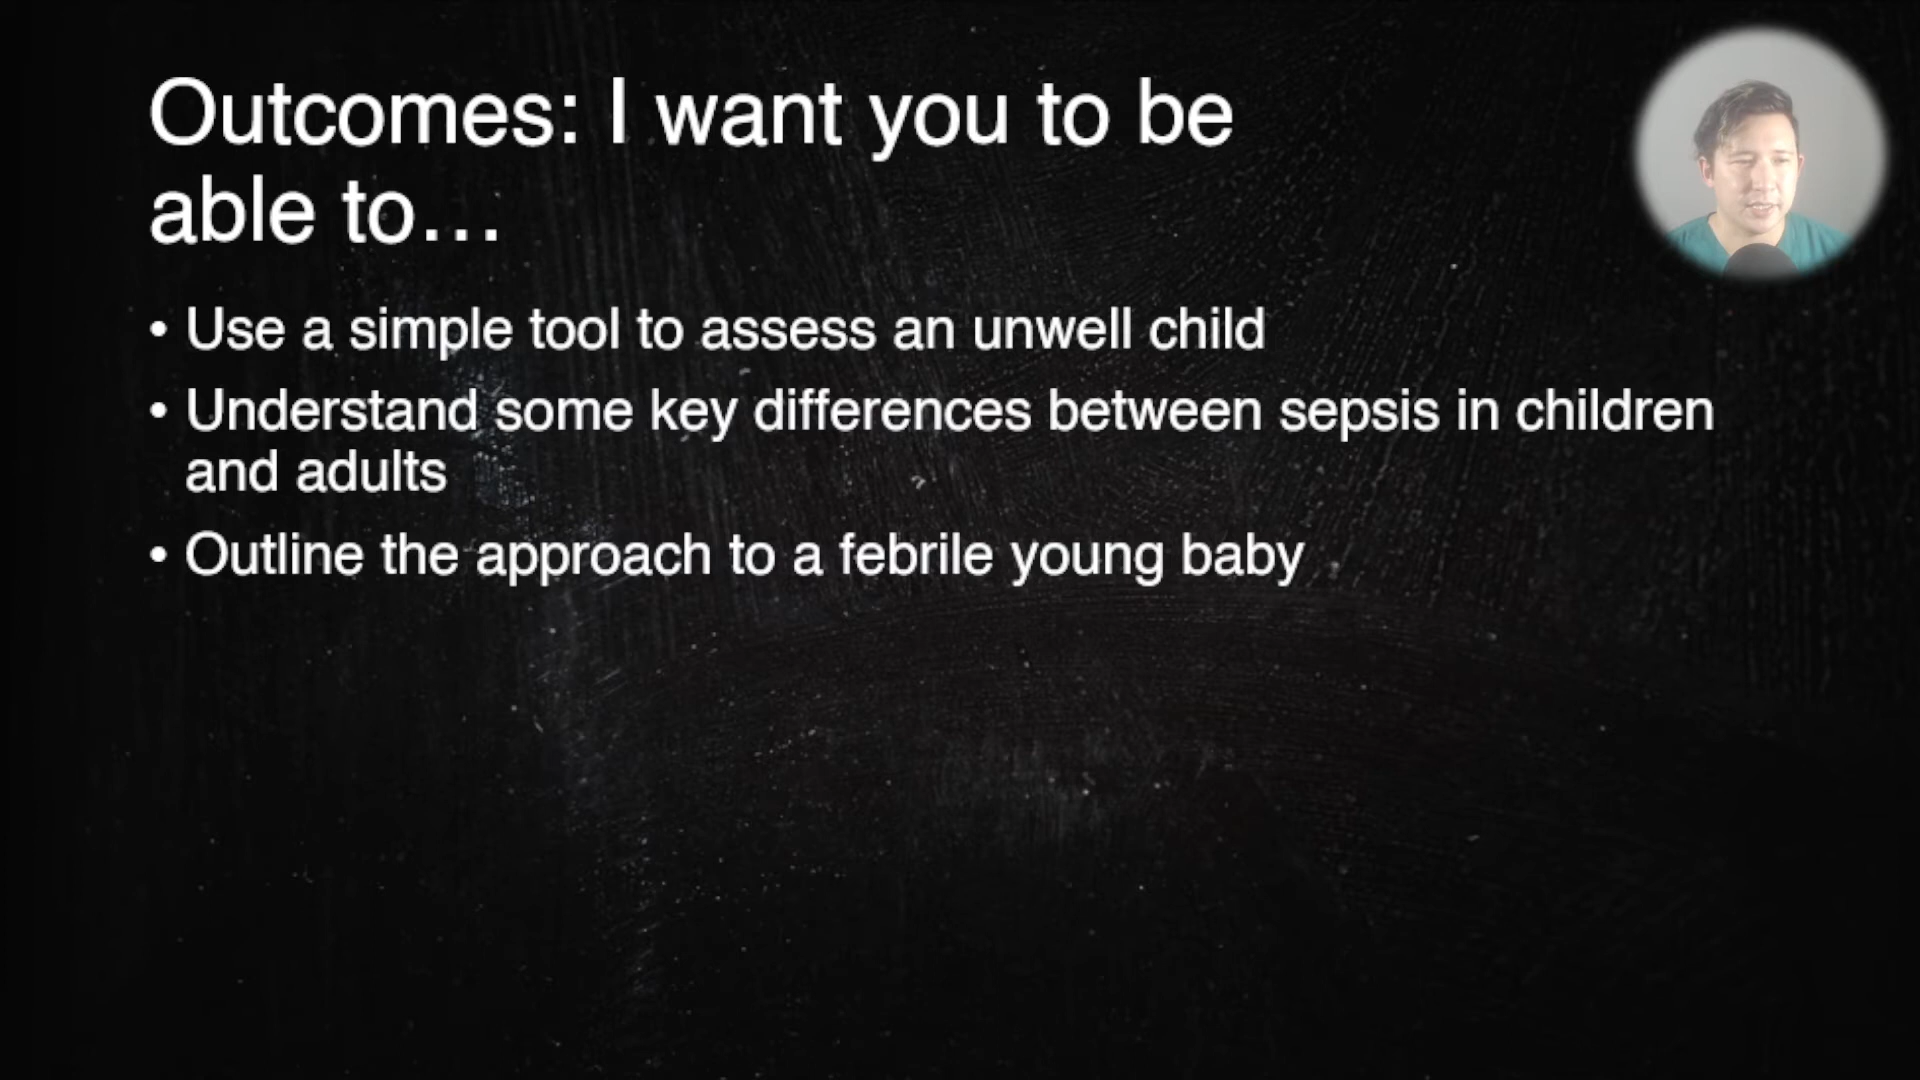 Outcomes: I want you to be
able to…
• Use a simple tool to assess an unwell child
• Understand some key differences between sepsis in children
and adults
• Outline the approach to a febrile young baby